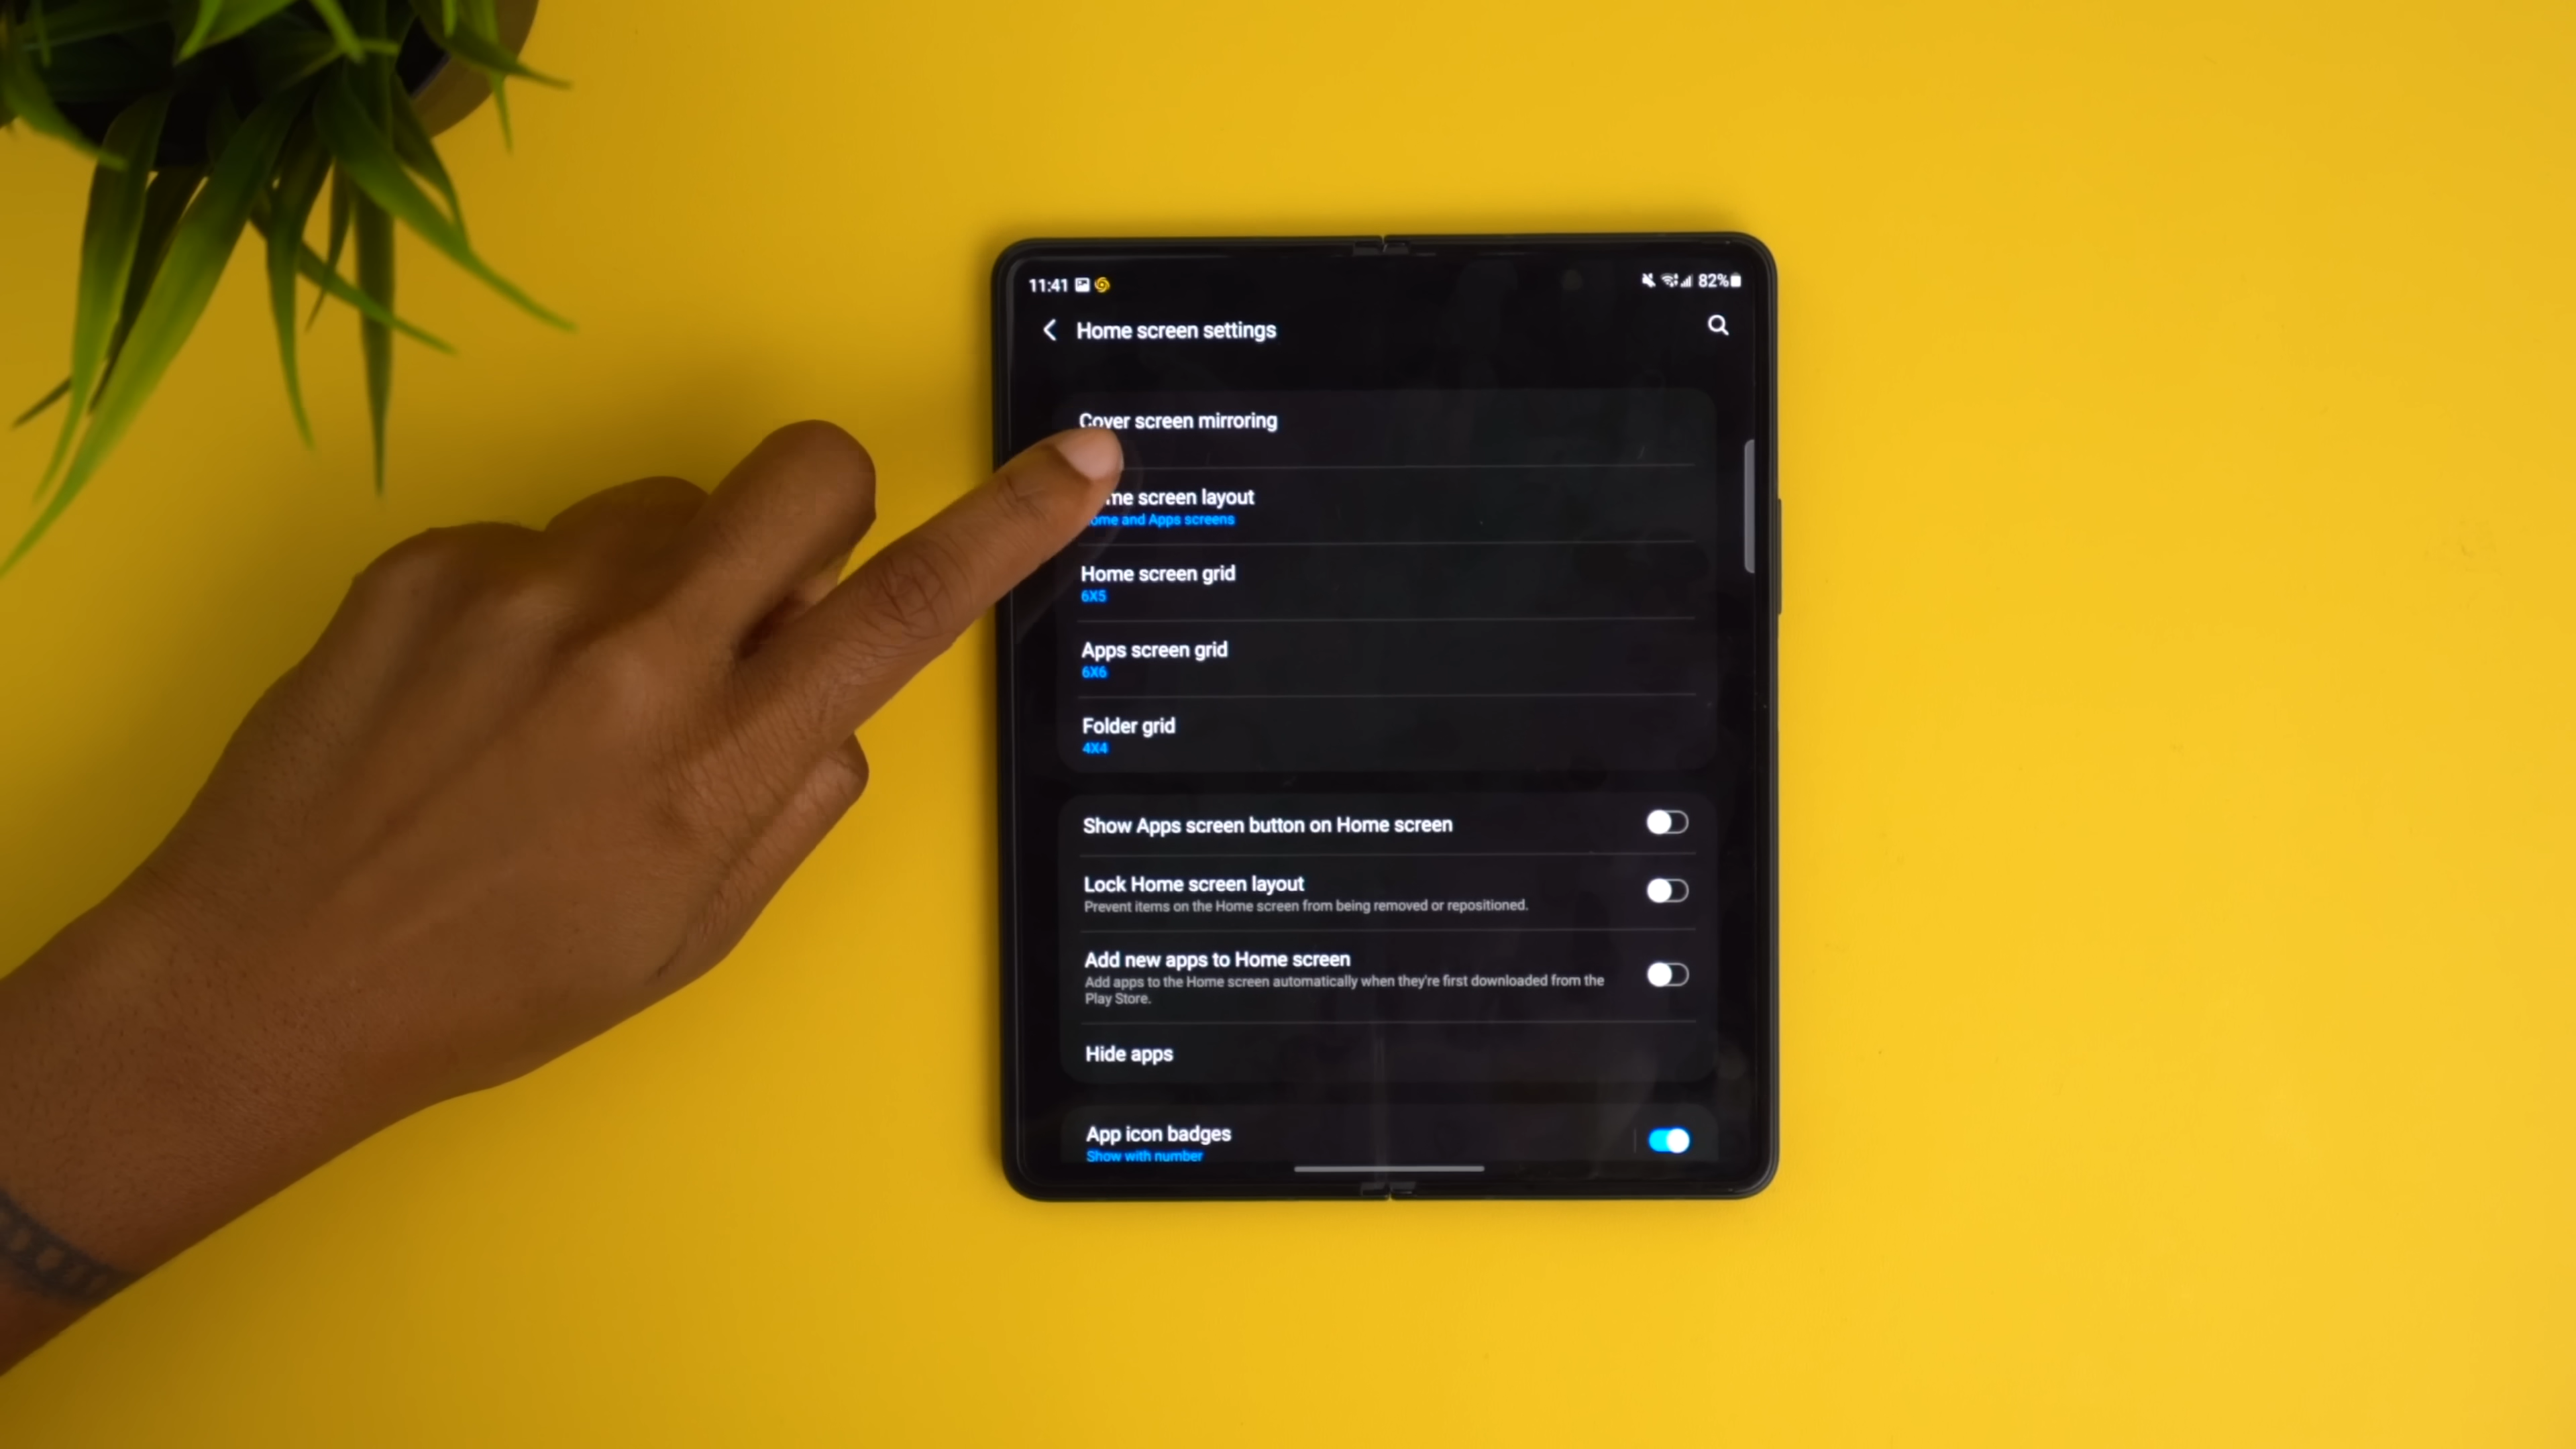 11:41
82%
Home screen settings
Cover screen mirroring
screen layout
and Apps screens
Home screen grid
6X5
Apps screen grid
6X6
Folder grid
4X4
Show Apps screen button on Home screen
Lock Home screen layout
Prevent items on the Home screen from being removed or repositioned.
Add new apps to Home screen
Add apps to the Home screen automatically when they're first downloaded from the
Play Store.
Hide apps
App icon badges
Show with number